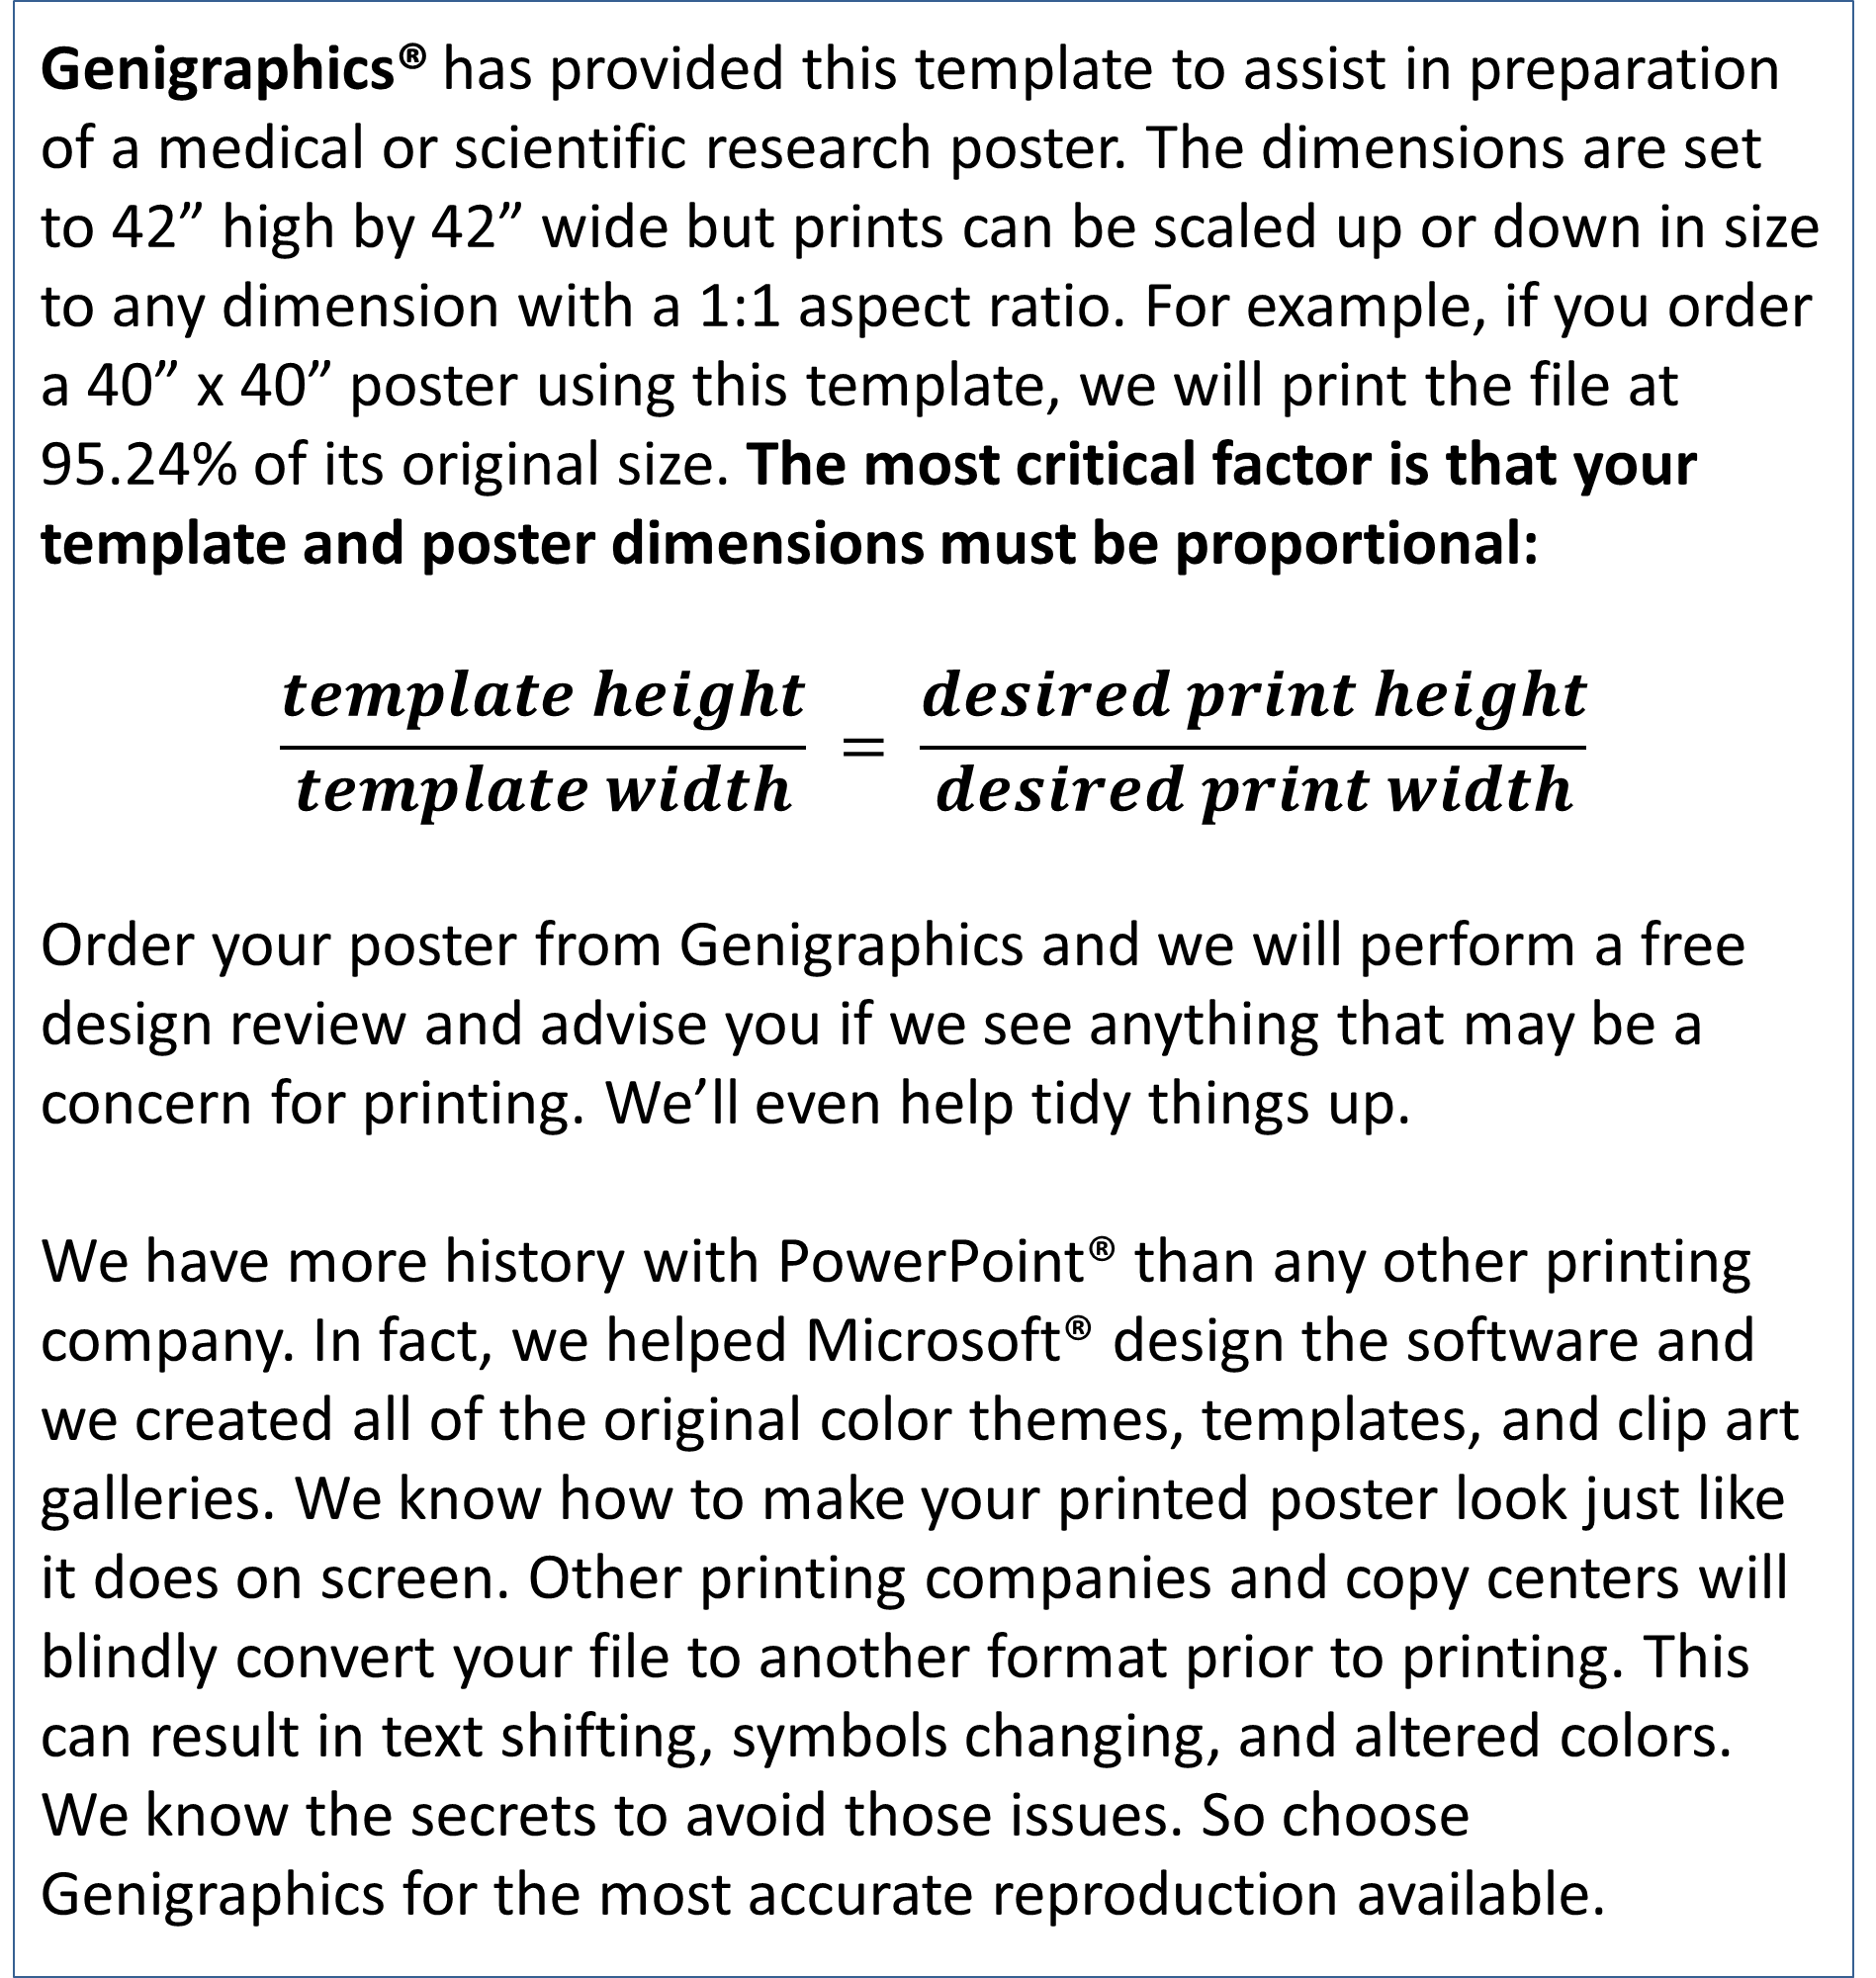 Genigraphics® has provided this template to assist in preparation
of a medical or scientific research poster. The dimensions are set
to 42” high by 42” wide but prints can be scaled up or down in size
to any dimension with a 1:1 aspect ratio. For example, if you order
a 40” x 40” poster using this template, we will print the file at
95.24% of its original size. The most critical factor is that your
template and poster dimensions must be proportional:
template height / template width = desired print height / desired print width
Order your poster from Genigraphics and we will perform a free
design review and advise you if we see anything that may be a
concern for printing. We’ll even help tidy things up.
We have more history with PowerPoint® than any other printing
company. In fact, we helped Microsoft® design the software and
we created all of the original color themes, templates, and clip art
galleries. We know how to make your printed poster look just like
it does on screen. Other printing companies and copy centers will
blindly convert your file to another format prior to printing. This
can result in text shifting, symbols changing, and altered colors.
We know the secrets to avoid those issues. So choose
Genigraphics for the most accurate reproduction available.